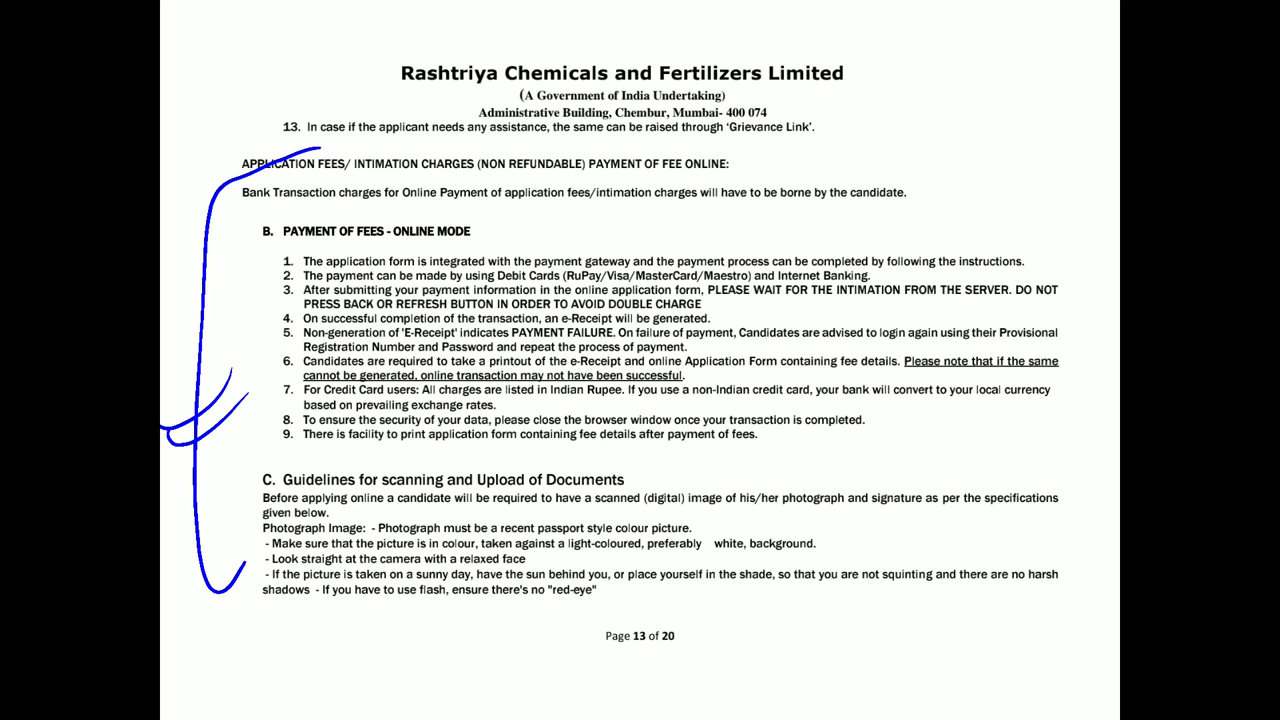 Rashtriya Chemicals and Fertilizers Limited
(A Government of India Undertaking)
Administrative Building, Chembur, Mumbai- 400 074
13. In case if the applicant needs any assistance, the same can be raised through ‘Grievance Link’.
APPLICATION FEES/ INTIMATION CHARGES (NON REFUNDABLE) PAYMENT OF FEE ONLINE:
Bank Transaction charges for Online Payment of application fees/intimation charges will have to be borne by the candidate.
B. PAYMENT OF FEES - ONLINE MODE
1. The application form is integrated with the payment gateway and the payment process can be completed by following the instructions.
2. The payment can be made by using Debit Cards (RuPay/Visa/MasterCard/Maestro) and Internet Banking.
3. After submitting your payment information in the online application form, PLEASE WAIT FOR THE INTIMATION FROM THE SERVER. DO NOT
PRESS BACK OR REFRESH BUTTON IN ORDER TO AVOID DOUBLE CHARGE
4. On successful completion of the transaction, an e-Receipt will be generated.
5. Non-generation of 'E-Receipt' indicates PAYMENT FAILURE. On failure of payment, Candidates are advised to login again using their Provisional
Registration Number and Password and repeat the process of payment.
6. Candidates are required to take a printout of the e-Receipt and online Application Form containing fee details. Please note that if the same
cannot be generated, online transaction may not have been successful.
7. For Credit Card users: All charges are listed in Indian Rupee. If you use a non-Indian credit card, your bank will convert to your local currency
based on prevailing exchange rates.
8. To ensure the security of your data, please close the browser window once your transaction is completed.
9. There is facility to print application form containing fee details after payment of fees.
C. Guidelines for scanning and Upload of Documents
Before applying online a candidate will be required to have a scanned (digital) image of his/her photograph and signature as per the specifications
given below.
Photograph Image: - Photograph must be a recent passport style colour picture.
- Make sure that the picture is in colour, taken against a light-coloured, preferably white, background.
- Look straight at the camera with a relaxed face
- If the picture is taken on a sunny day, have the sun behind you, or place yourself in the shade, so that you are not squinting and there are no harsh
shadows - If you have to use flash, ensure there's no "red-eye"
Page 13 of 20